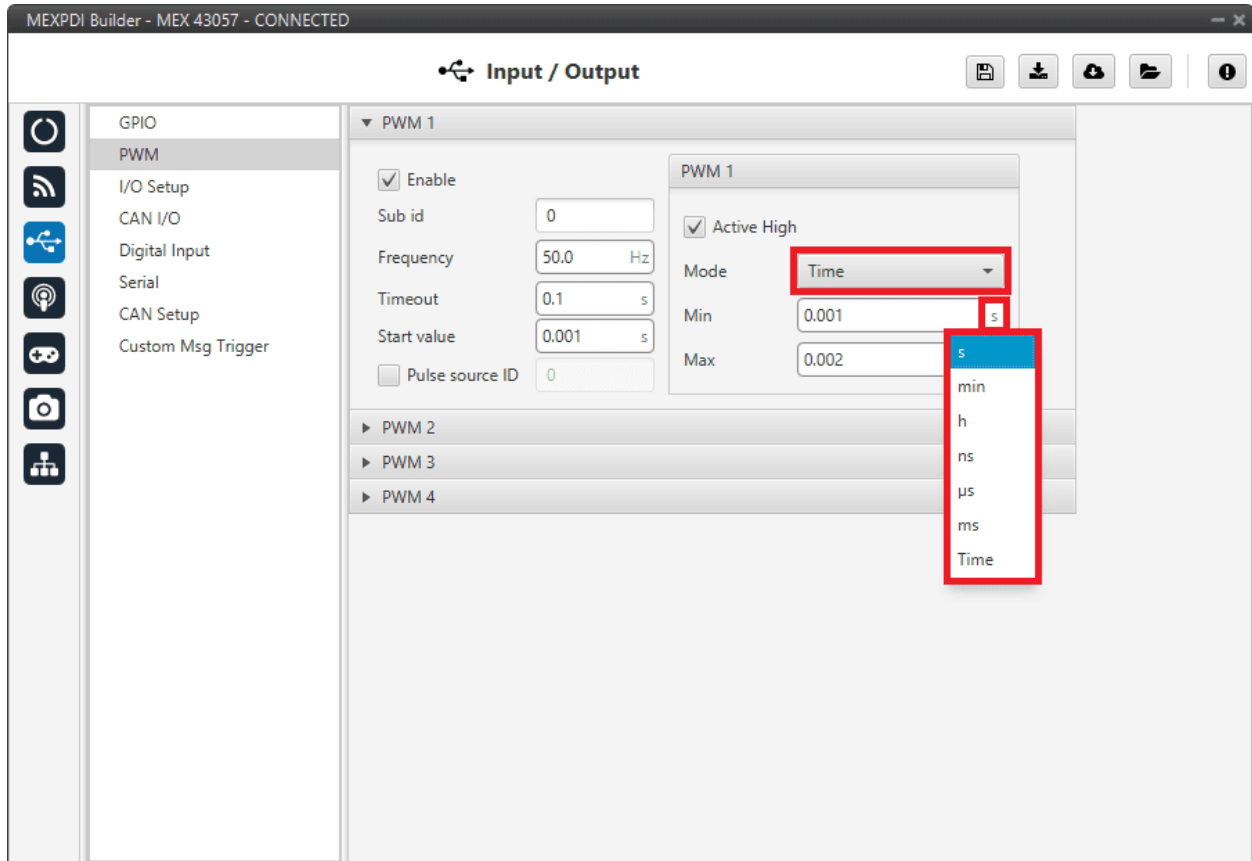 MEXPDI Builder - MEX 43057 - CONNECTED
Input / Output
GPIO
PWM
I/O Setup
CAN I/O
Digital Input
Serial
CAN Setup
Custom Msg Trigger
PWM 1
Enable
Sub id 0
Frequency 50.0 Hz
Timeout 0.1 s
Start value 0.001 s
Pulse source ID 0
PWM 1
Active High
Mode Time
Min 0.001 s
Max 0.002
s
min
h
ns
µs
ms
Time
PWM 2
PWM 3
PWM 4